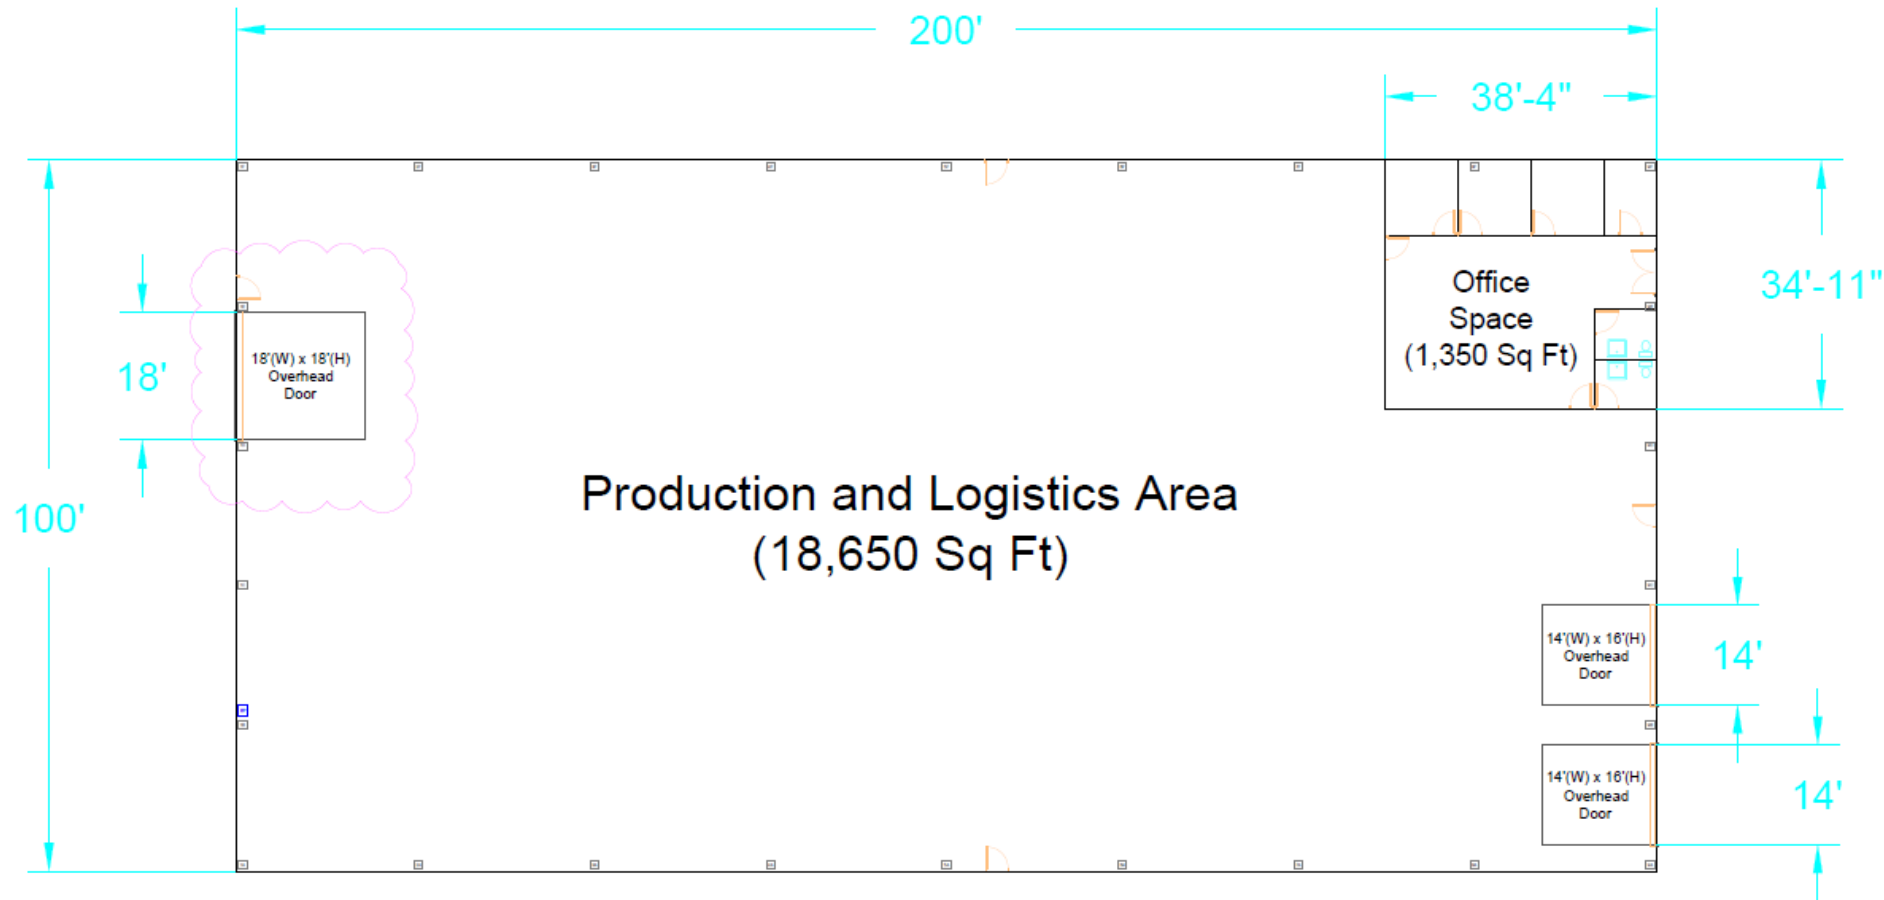 200'
38'-4"
34'-11"
Office
Space
(1,350 Sq Ft)
18'
18'(W) x 18'(H)
Overhead
Door
100'
Production and Logistics Area
(18,650 Sq Ft)
14'(W) x 16'(H)
Overhead
Door
14'
14'(W) x 16'(H)
Overhead
Door
14'